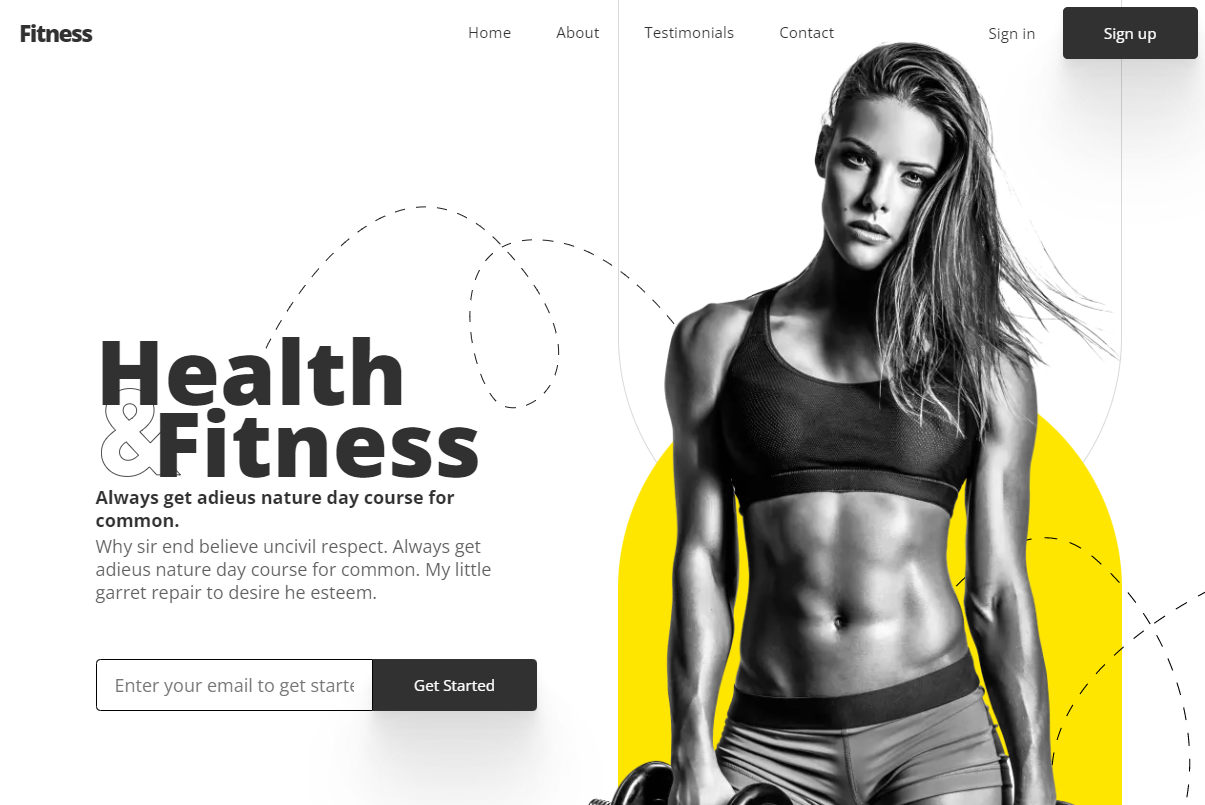 Fitness
Home
About
Testimonials
Contact
Sign in
Sign up
Health
&Fitness
Always get adieus nature day course for
common.
Why sir end believe uncivil respect. Always get
adieus nature day course for common. My little
garret repair to desire he esteem.
Enter your email to get starte
Get Started